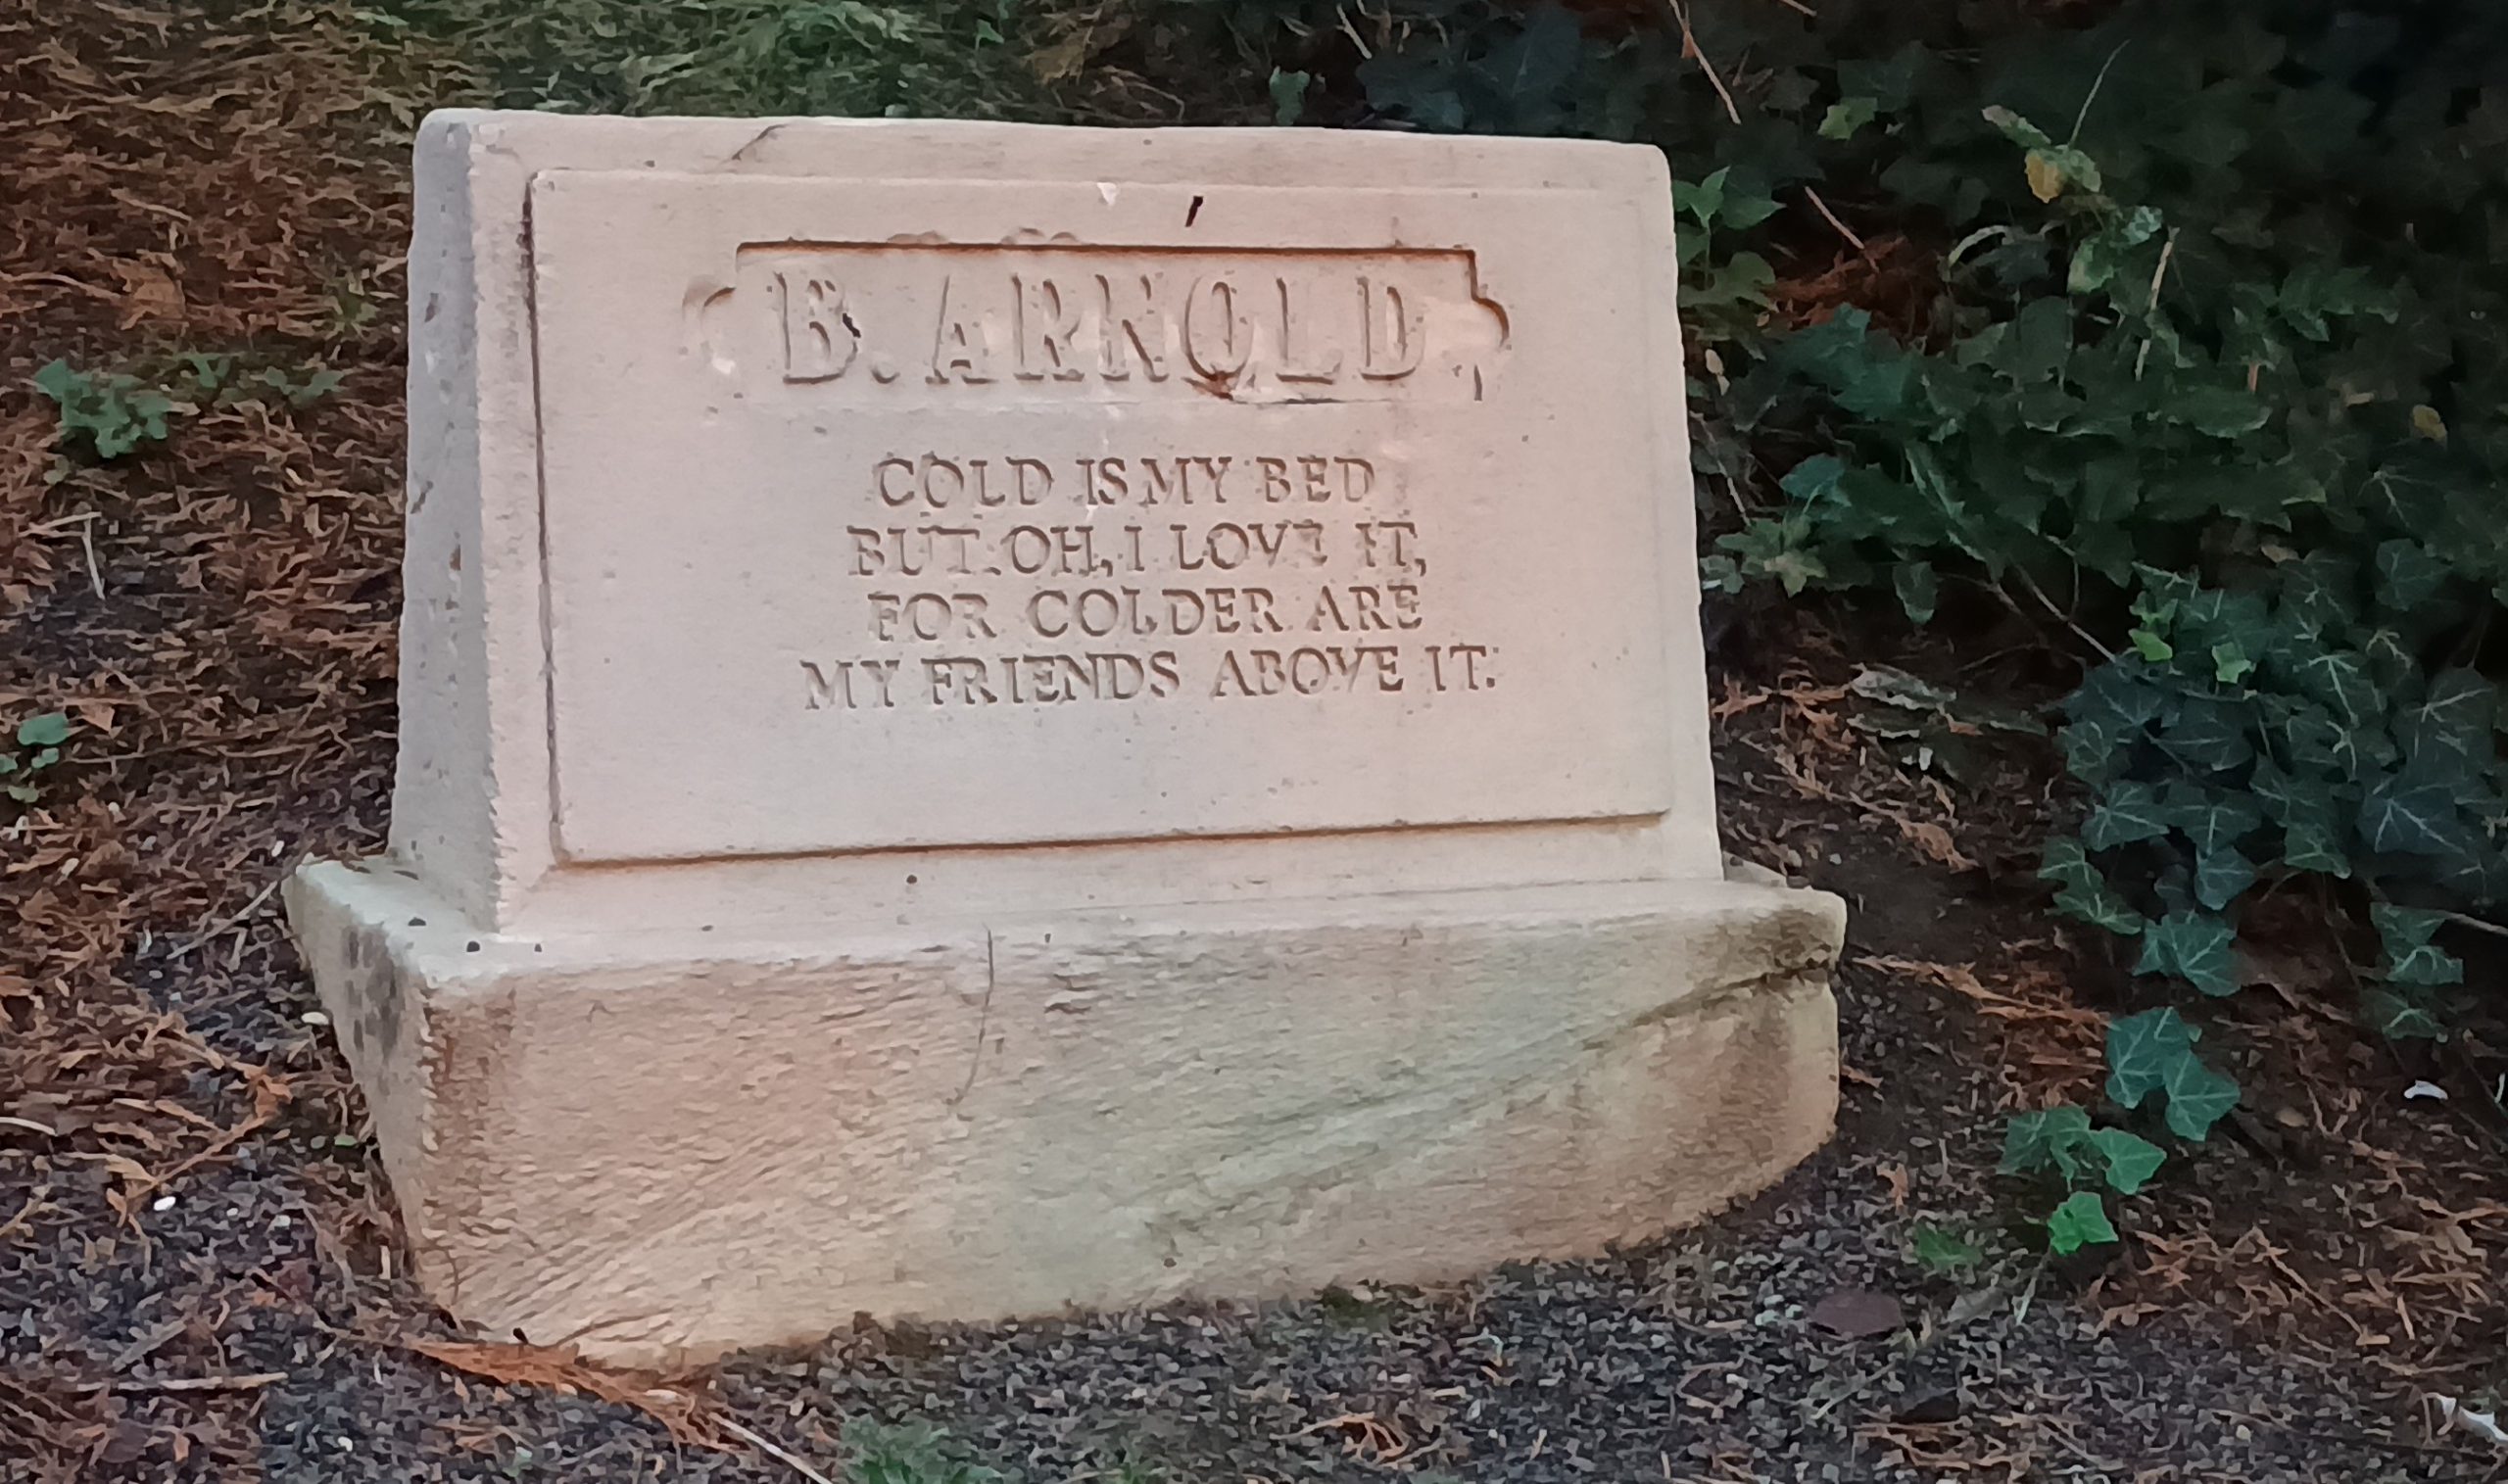 B. ARNOLD
COLD IS MY BED
BUT OH, I LOVE IT,
FOR COLDER ARE
MY FRIENDS ABOVE IT.